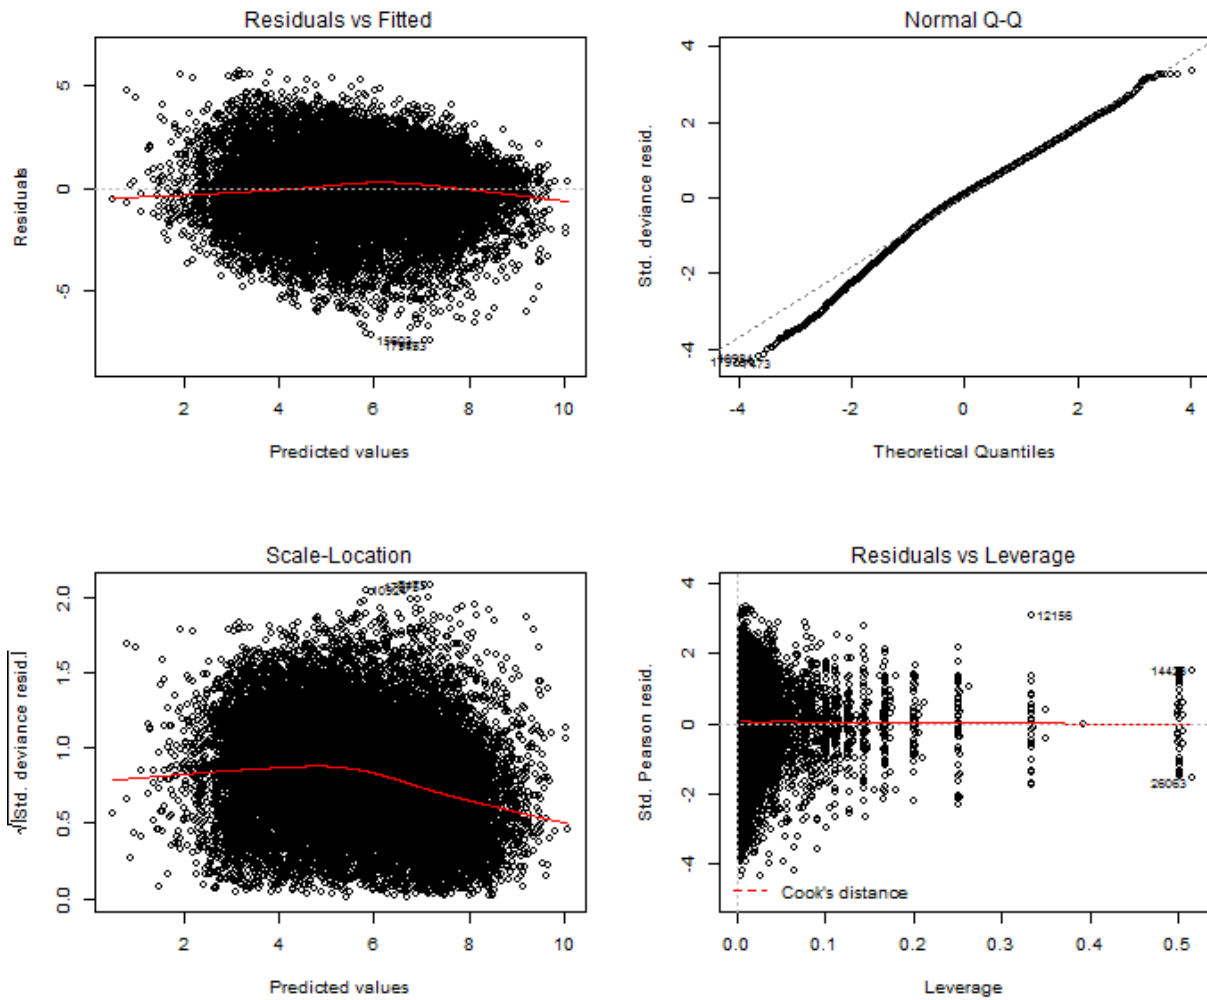 Residuals vs Fitted
Residuals
5
0
-5
2 4 6 8 10
Predicted values
Normal Q-Q
Std. deviance resid.
4
2
0
-2
-4
-4 -2 0 2 4
Theoretical Quantiles
Scale-Location
√|Std. deviance resid.|
2.0
1.5
1.0
0.5
0.0
2 4 6 8 10
Predicted values
Residuals vs Leverage
Std. Pearson resid.
4
2
0
-2
-4
12156
26063
Cook's distance
0.0 0.1 0.2 0.3 0.4 0.5
Leverage